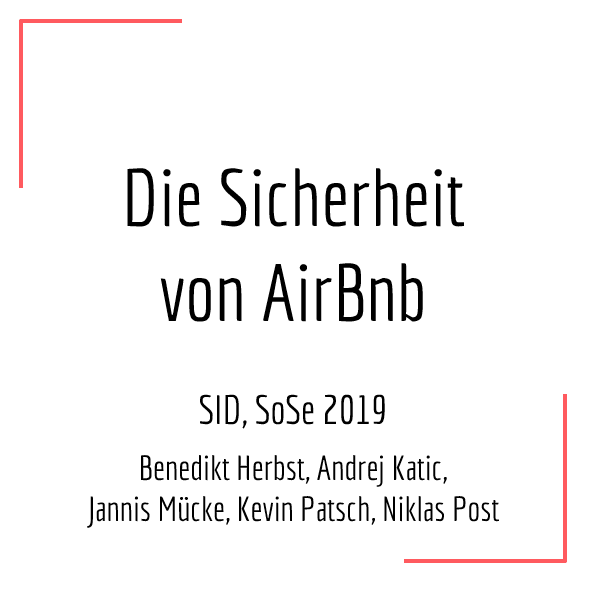 Die Sicherheit
von AirBnb
SID, SoSe 2019
Benedikt Herbst, Andrej Katic,
Jannis Mücke, Kevin Patsch, Niklas Post